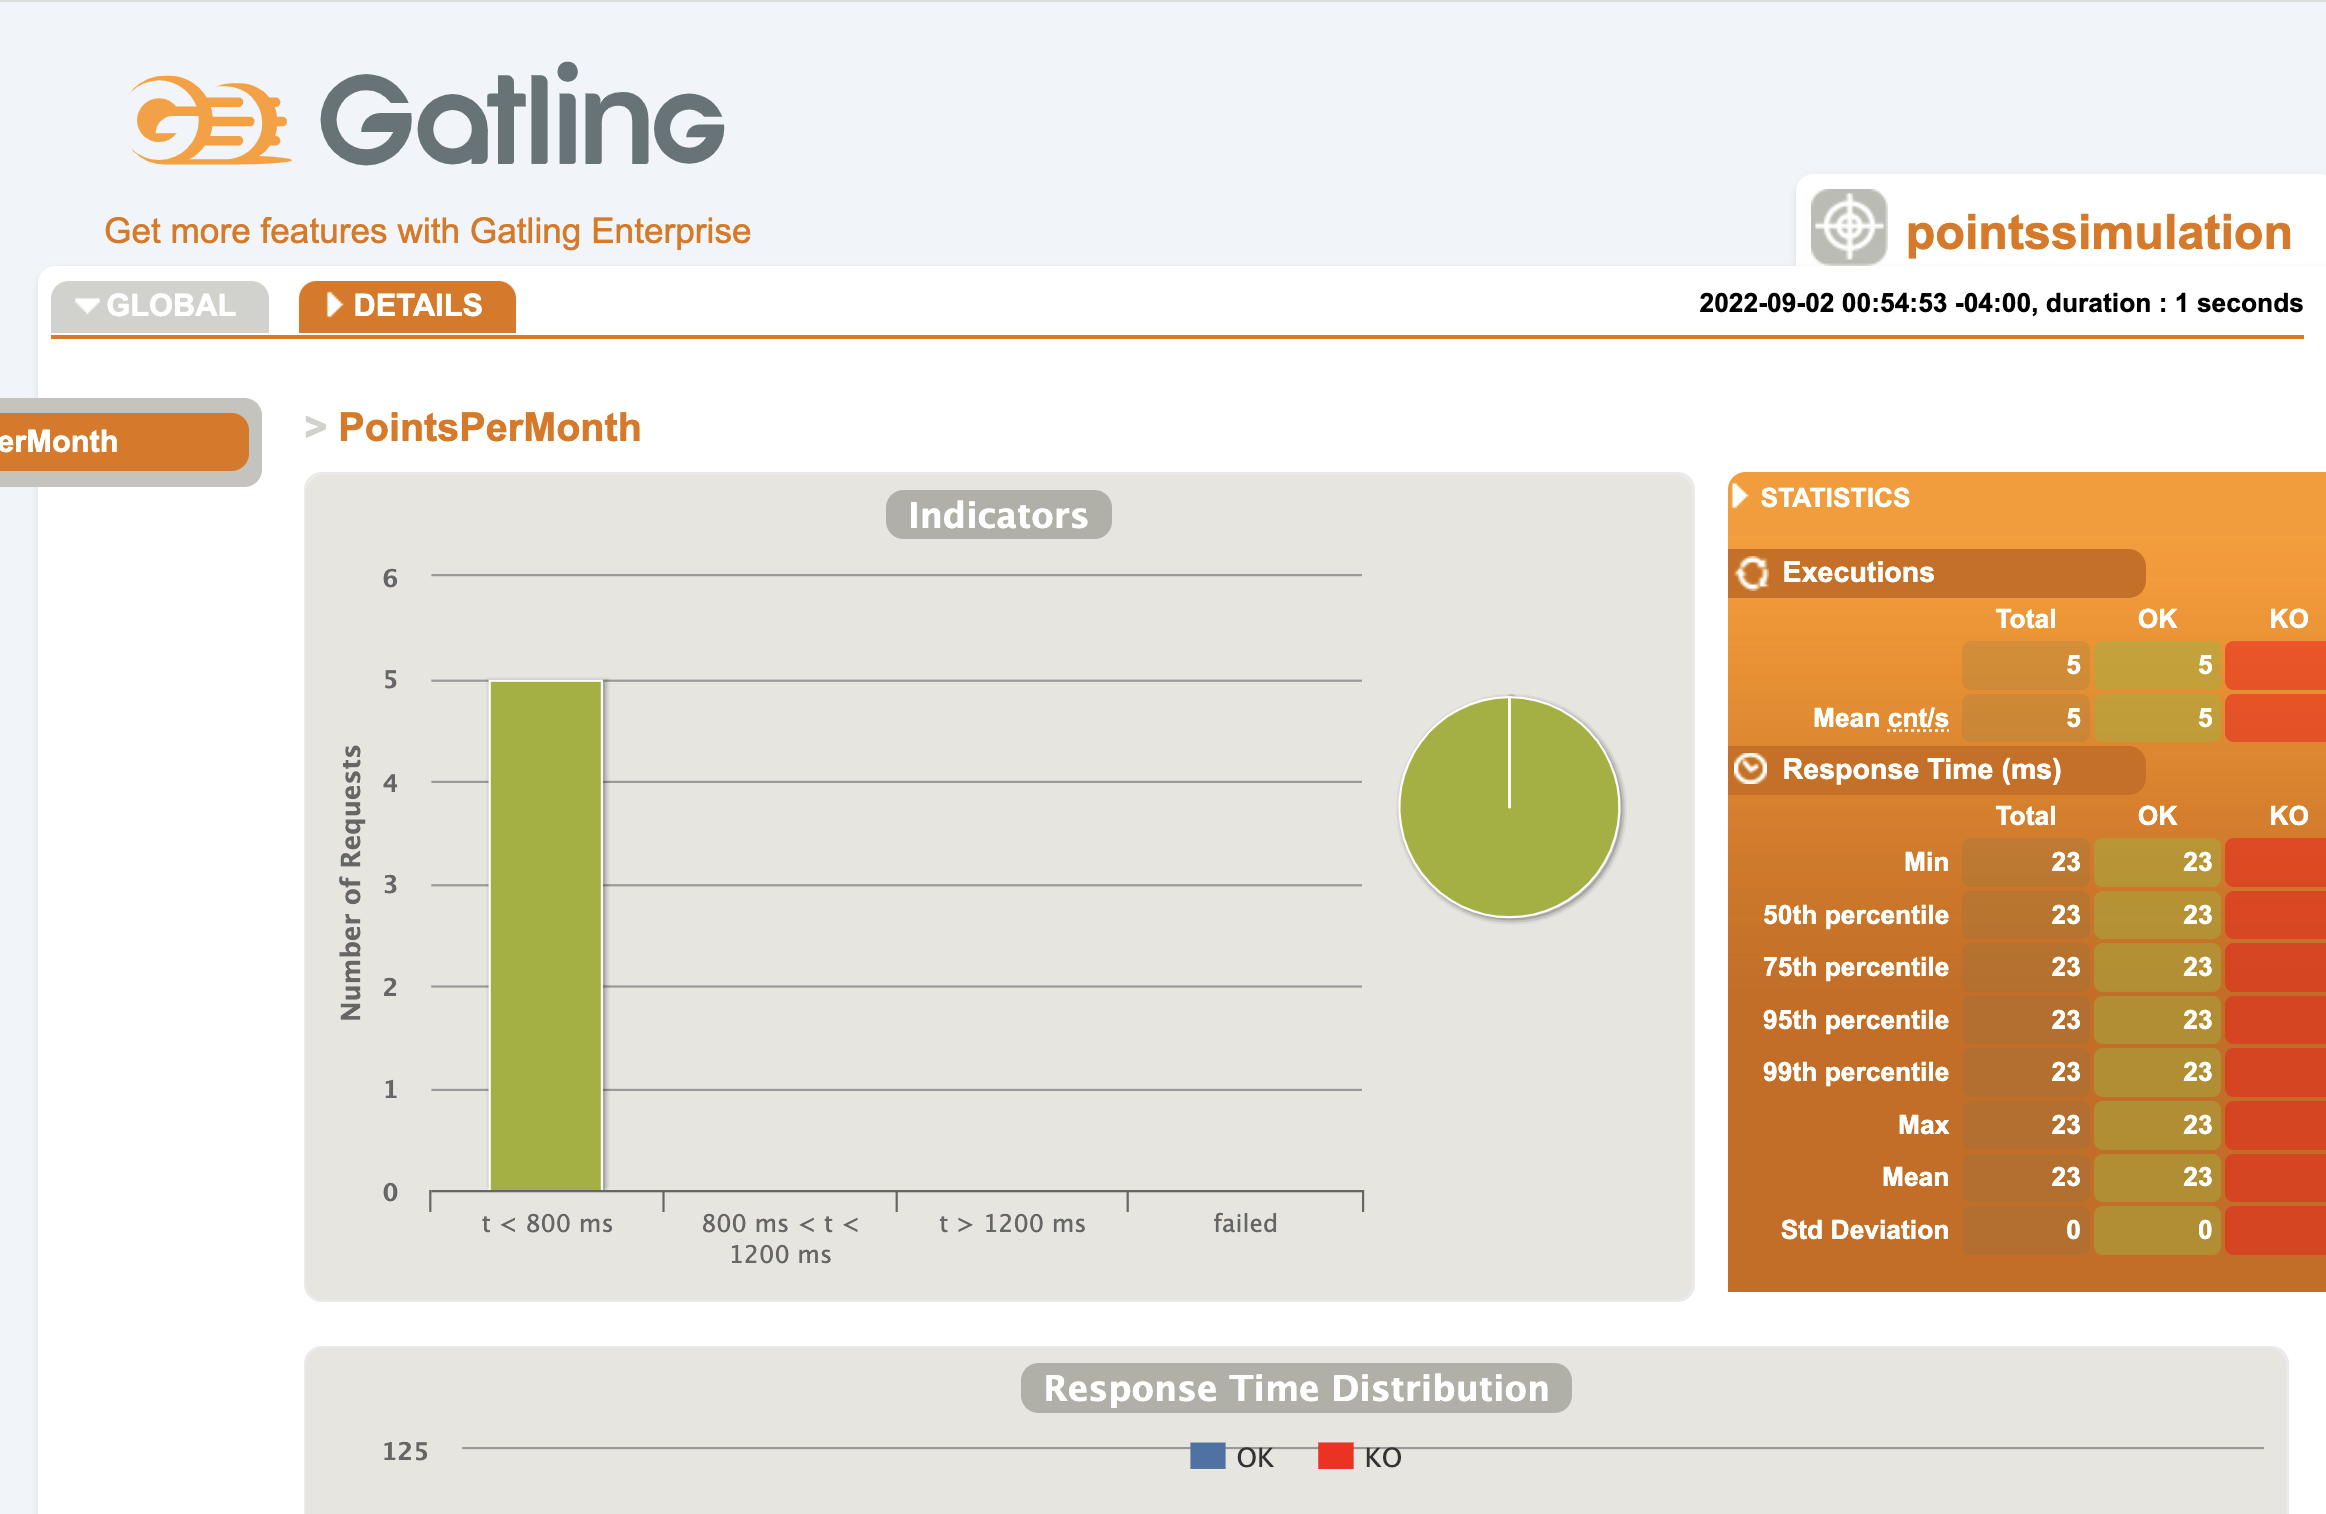 Gatling
Get more features with Gatling Enterprise
pointssimulation
GLOBAL
DETAILS
2022-09-02 00:54:53 -04:00, duration : 1 seconds
erMonth
> PointsPerMonth
Indicators
6
5
4
3
2
1
0
Number of Requests
t < 800 ms
800 ms < t <
1200 ms
t > 1200 ms
failed
STATISTICS
Executions
Total OK KO
5 5
Mean cnt/s 5 5
Response Time (ms)
Total OK KO
Min 23 23
50th percentile 23 23
75th percentile 23 23
95th percentile 23 23
99th percentile 23 23
Max 23 23
Mean 23 23
Std Deviation 0 0
Response Time Distribution
125
OK KO